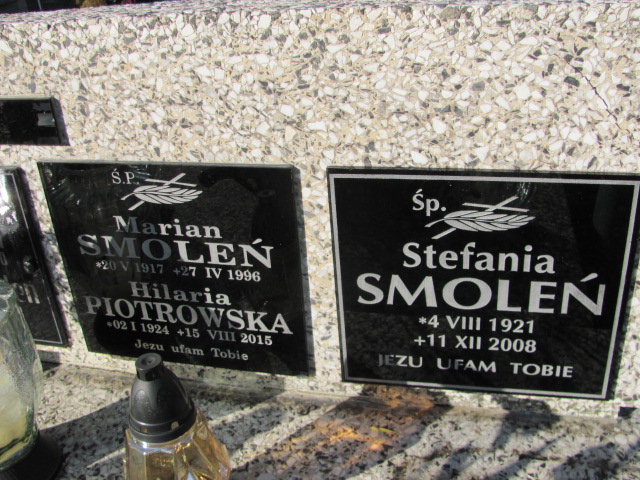 Ś.P.
Marian
SMOLEŃ
*20 V 1917 +27 IV 1996
Hilaria
PIOTROWSKA
*02 I 1924 +15 VIII 2015
Jezu ufam Tobie
Śp.
Stefania
SMOLEŃ
*4 VIII 1921
+11 XII 2008
JEZU UFAM TOBIE